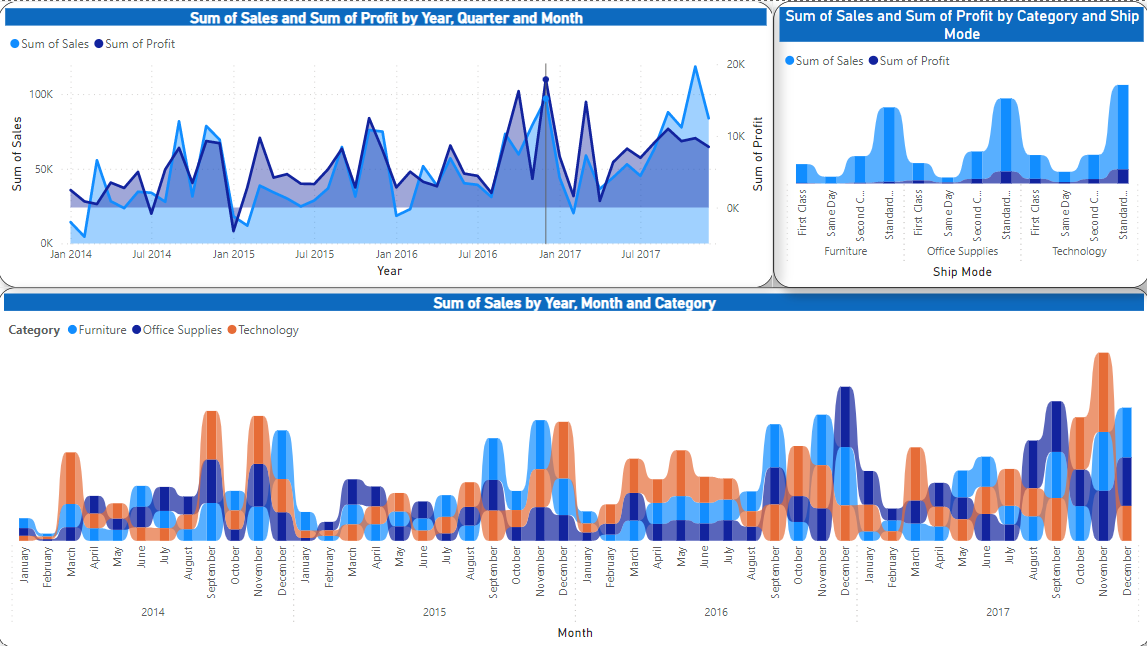 Sum of Sales and Sum of Profit by Year, Quarter and Month
Sum of Sales Sum of Profit
20K
100K
10K
50K
0K
0K
Sum of Sales
Sum of Profit
Jan 2014 Jul 2014 Jan 2015 Jul 2015 Jan 2016 Jul 2016 Jan 2017 Jul 2017
Year
Sum of Sales and Sum of Profit by Category and Ship
Mode
Sum of Sales Sum of Profit
First Class Same Day Second C... Standard... First Class Same Day Second C... Standard... First Class Same Day Second C... Standard...
Furniture Office Supplies Technology
Ship Mode
Sum of Sales by Year, Month and Category
Category Furniture Office Supplies Technology
January February March April May June July August September October November December January February March April May June July August September October November December January February March April May June July August September October November December January February March April May June July August September October November December
2014 2015 2016 2017
Month